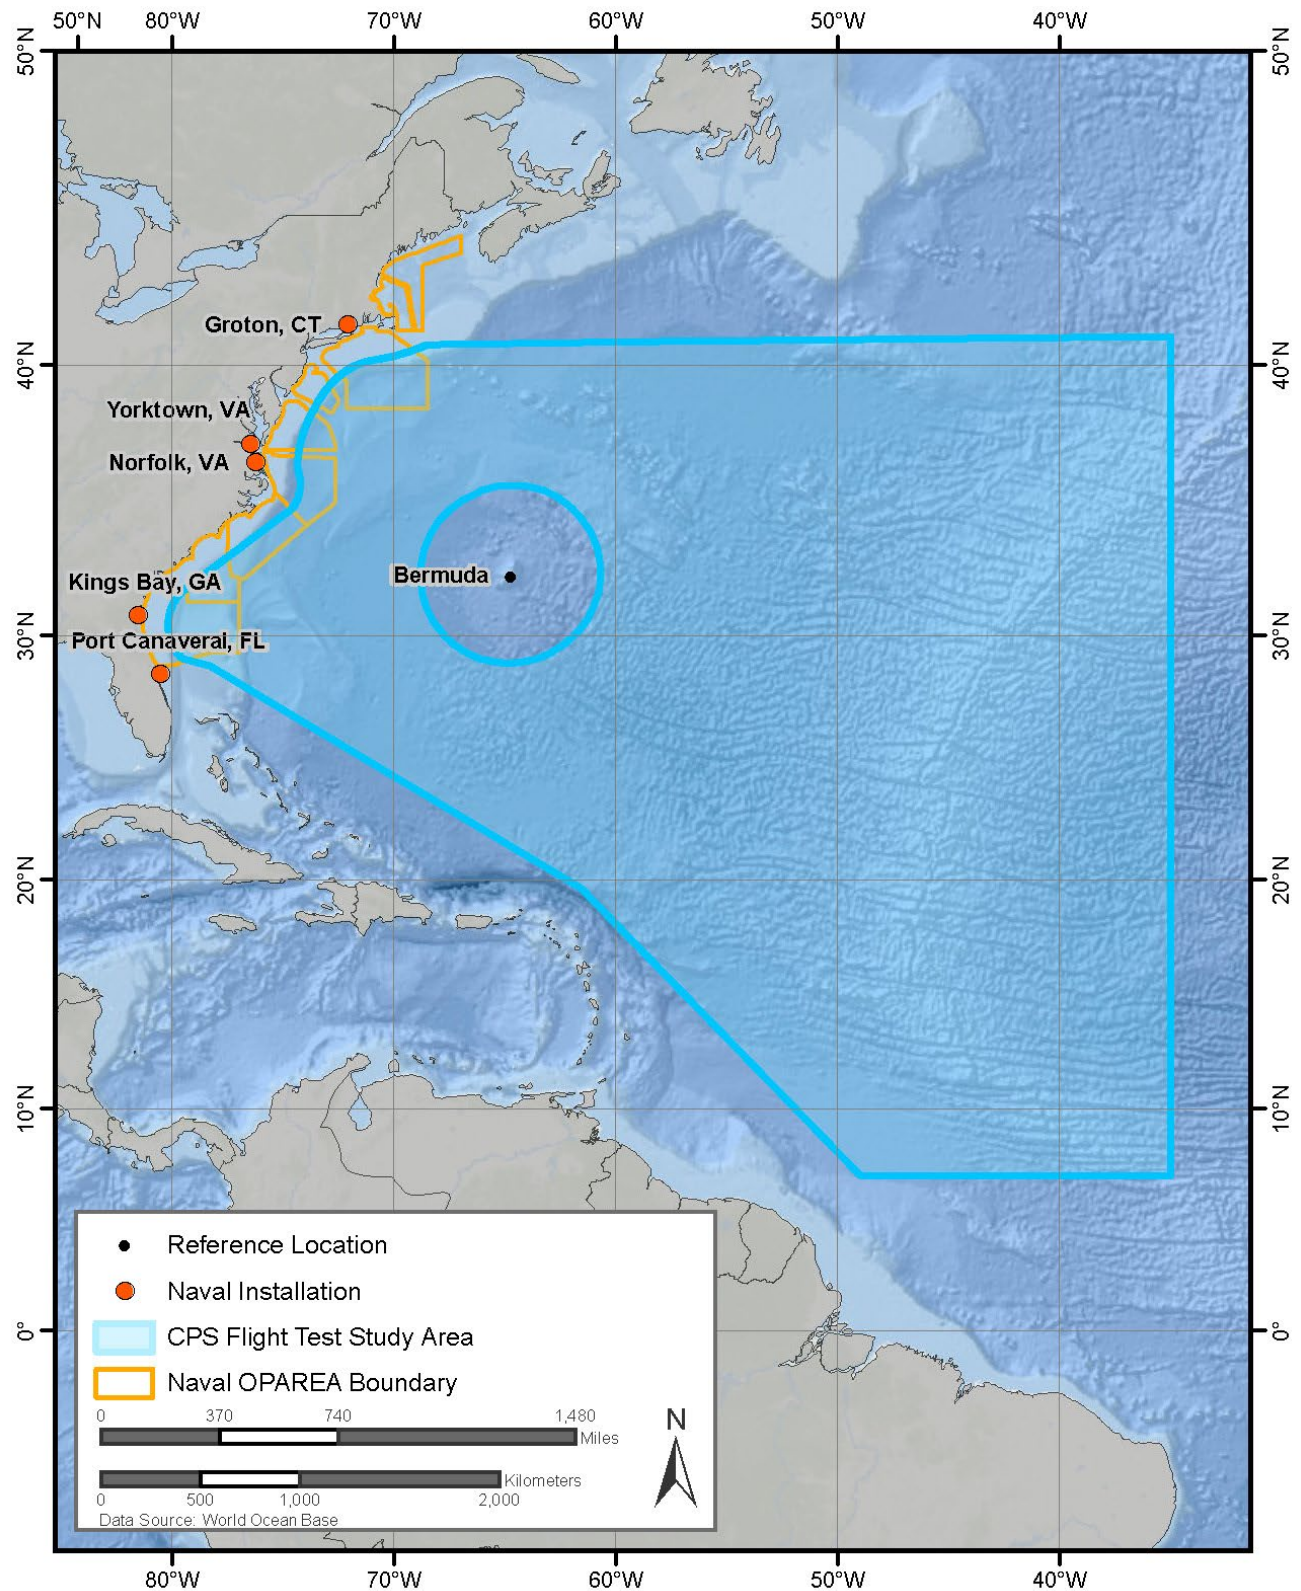 50°N 80°W 70°W 60°W 50°W 40°W
50°N 50°N
Groton, CT
40°N 40°N
Yorktown, VA
Norfolk, VA
Bermuda
Kings Bay, GA
30°N 30°N
Port Canaveral, FL
20°N 20°N
10°N 10°N
Reference Location
Naval Installation
0° 0°
CPS Flight Test Study Area
Naval OPAREA Boundary
0 370 740 1,480
Miles
N
Kilometers
0 500 1,000 2,000
Data Source: World Ocean Base
80°W 70°W 60°W 50°W 40°W